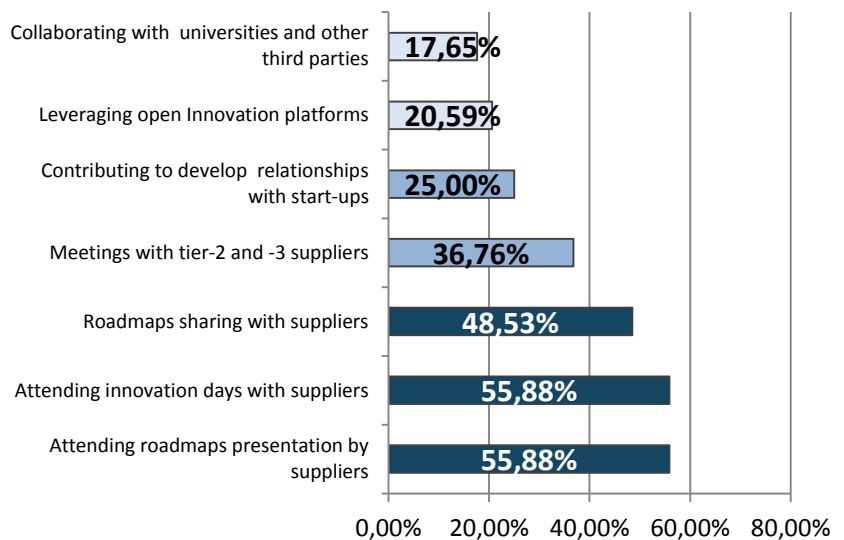 Collaborating with universities and other
third parties
17,65%
Leveraging open Innovation platforms
20,59%
Contributing to develop relationships
with start-ups
25,00%
Meetings with tier-2 and -3 suppliers
36,76%
Roadmaps sharing with suppliers
48,53%
Attending innovation days with suppliers
55,88%
Attending roadmaps presentation by
suppliers
55,88%
0,00% 20,00% 40,00% 60,00% 80,00%